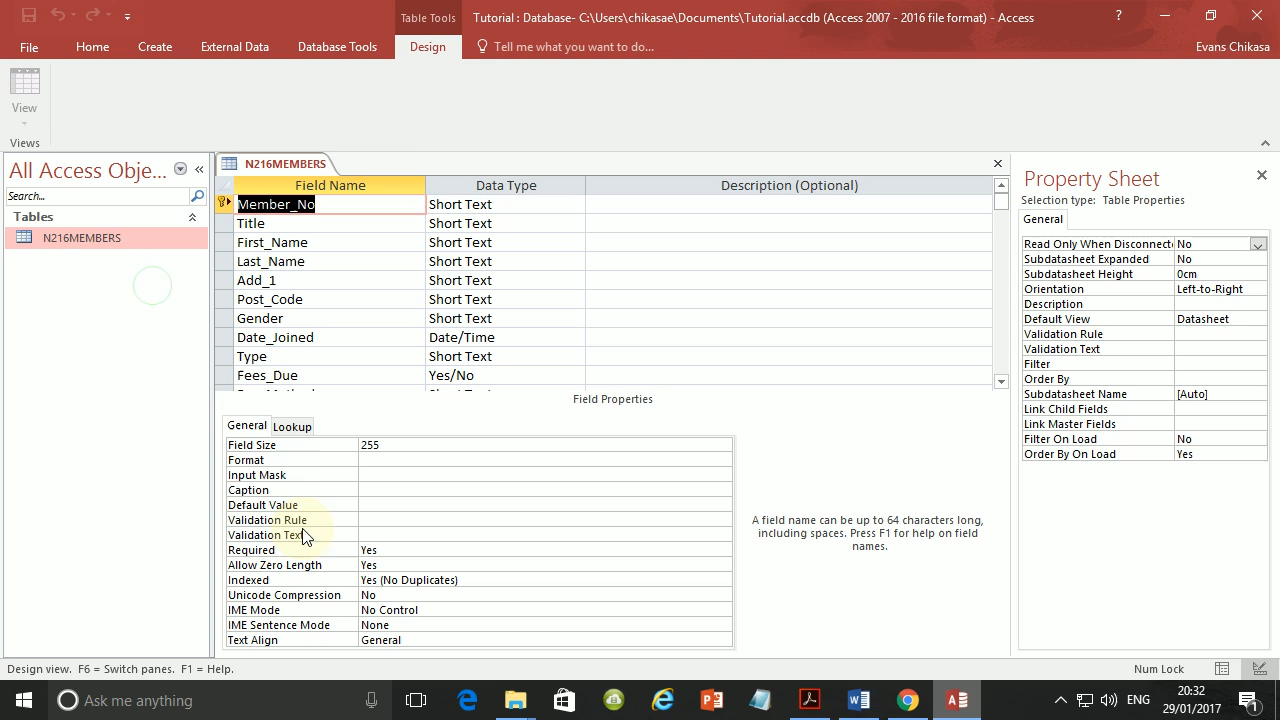 Table Tools
Tutorial : Database- C:\Users\chikasae\Documents\Tutorial.accdb (Access 2007 - 2016 file format) - Access
?
File
Home
Create
External Data
Database Tools
Design
Tell me what you want to do...
Evans Chikasa
View
Views
All Access Obje...
Search...
Tables
N216MEMBERS
N216MEMBERS
Field Name Data Type Description (Optional)
Member_No Short Text
Title Short Text
First_Name Short Text
Last_Name Short Text
Add_1 Short Text
Post_Code Short Text
Gender Short Text
Date_Joined Date/Time
Type Short Text
Fees_Due Yes/No
Field Properties
General Lookup
Field Size 255
Format
Input Mask
Caption
Default Value
Validation Rule
Validation Text
Required Yes
Allow Zero Length Yes
Indexed Yes (No Duplicates)
Unicode Compression No
IME Mode No Control
IME Sentence Mode None
Text Align General
A field name can be up to 64 characters long,
including spaces. Press F1 for help on field
names.
Property Sheet
Selection type: Table Properties
General
Read Only When Disconnect No
Subdatasheet Expanded No
Subdatasheet Height 0cm
Orientation Left-to-Right
Description
Default View Datasheet
Validation Rule
Validation Text
Filter
Order By
Subdatasheet Name [Auto]
Link Child Fields
Link Master Fields
Filter On Load No
Order By On Load Yes
Design view. F6 = Switch panes. F1 = Help.
Num Lock
Ask me anything
ENG
20:32
29/01/2017
1